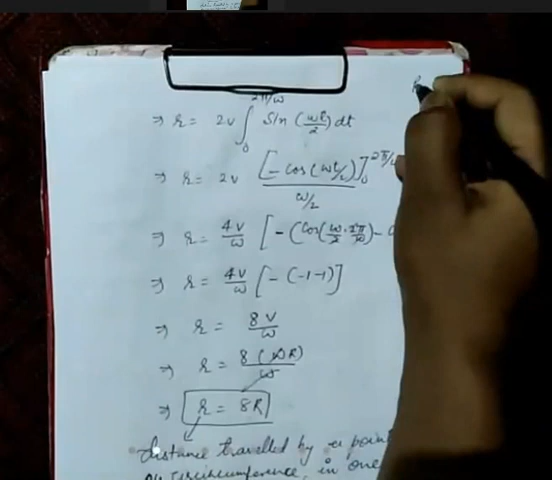 ⇒ r = 2v ∫₀^{2π/ω} Sin (ωt/2) dt
⇒ r = 2v [-cos(ωt/2)]₀^{2π/ω} / ω/2
⇒ r = 4v/ω [-(cos(ω/2 · 2π/ω) -
⇒ r = 4v/ω [-(-1-1)]
⇒ r = 8v/ω
⇒ r = 8(ωR)/ω
⇒ r = 8R
distance travelled by a point
on circumference, in one